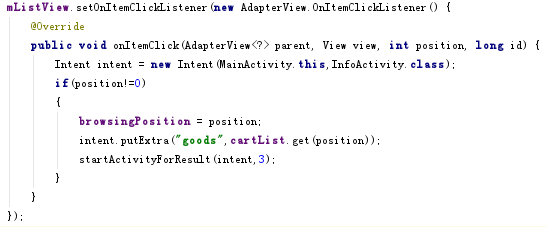 mListView.setOnItemClickListener(new AdapterView.OnItemClickListener() {
@Override
public void onItemClick(AdapterView<?> parent, View view, int position, long id) {
Intent intent = new Intent(MainActivity.this,InfoActivity.class);
if(position!=0)
{
browsingPosition = position;
intent.putExtra("goods",cartList.get(position));
startActivityForResult(intent,3);
}
}
});